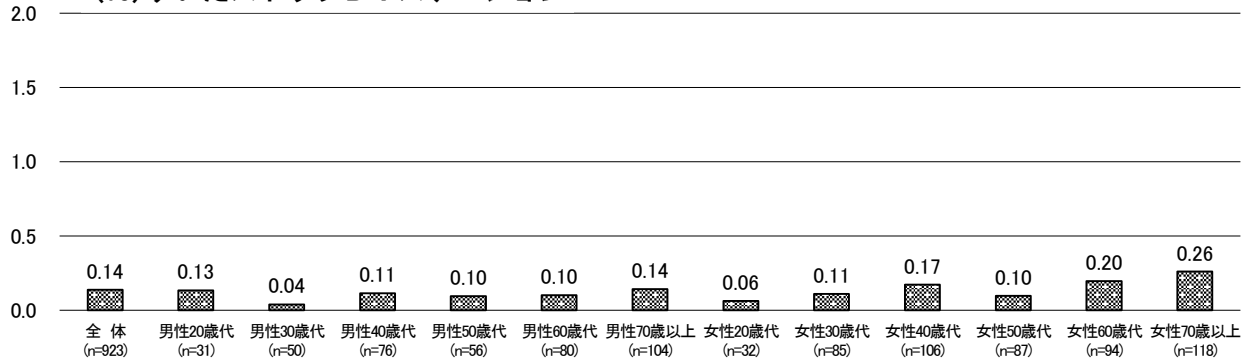 2.0
1.5
1.0
0.5
0.0
0.14 0.13 0.04 0.11 0.10 0.10 0.14 0.06 0.11 0.17 0.10 0.20 0.26
全 体 男性20歳代 男性30歳代 男性40歳代 男性50歳代 男性60歳代 男性70歳以上 女性20歳代 女性30歳代 女性40歳代 女性50歳代 女性60歳代 女性70歳以上
(n=923) (n=31) (n=50) (n=76) (n=56) (n=80) (n=104) (n=32) (n=85) (n=106) (n=87) (n=94) (n=118)